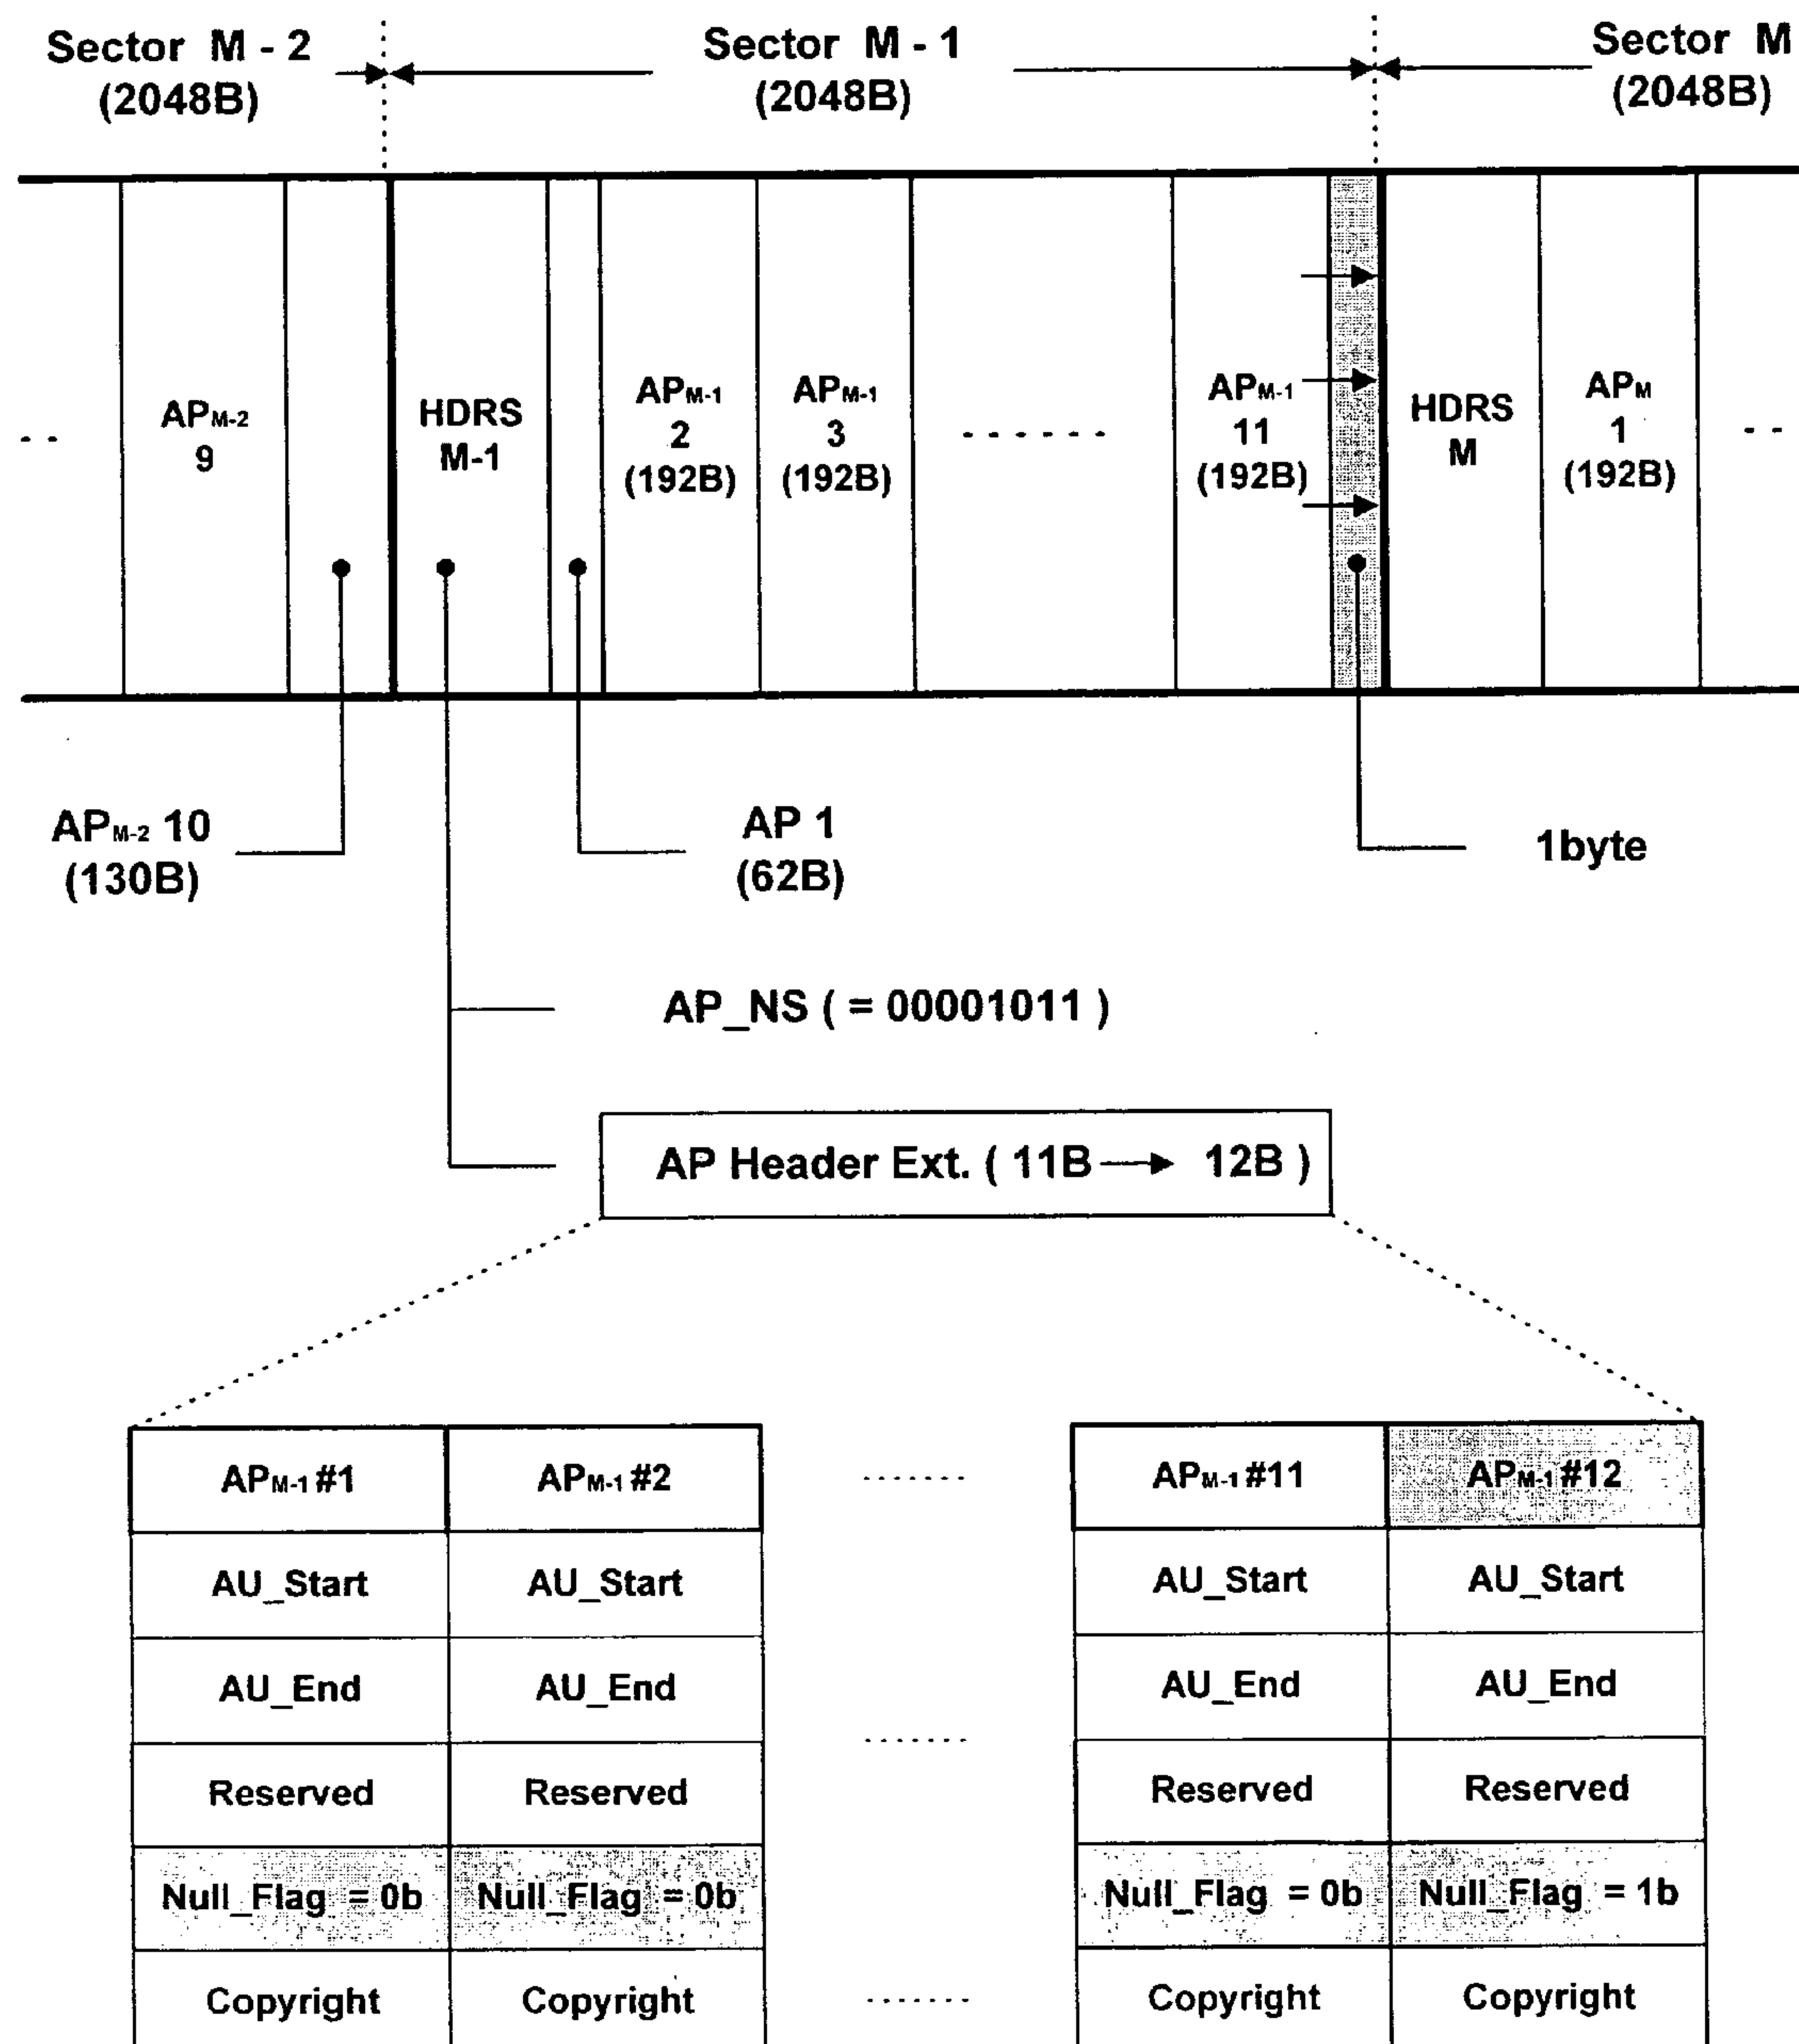 Sector M - 2
(2048B)
Sector M - 1
(2048B)
Sector M
(2048B)
APM-2
9
HDRS
M-1
APM-1
2
(192B)
APM-1
3
(192B)
APM-1
11
(192B)
HDRS
M
APM
1
(192B)
APM-2 10
(130B)
AP 1
(62B)
1byte
AP_NS ( = 00001011 )
AP Header Ext. ( 11B → 12B )
APM-1 #1 APM-1 #2 ....... APM-1 #11 APM-1 #12
AU_Start AU_Start AU_Start AU_Start
AU_End AU_End ....... AU_End AU_End
Reserved Reserved Reserved Reserved
Null_Flag = 0b Null_Flag = 0b Null_Flag = 0b Null_Flag = 1b
Copyright Copyright ....... Copyright Copyright